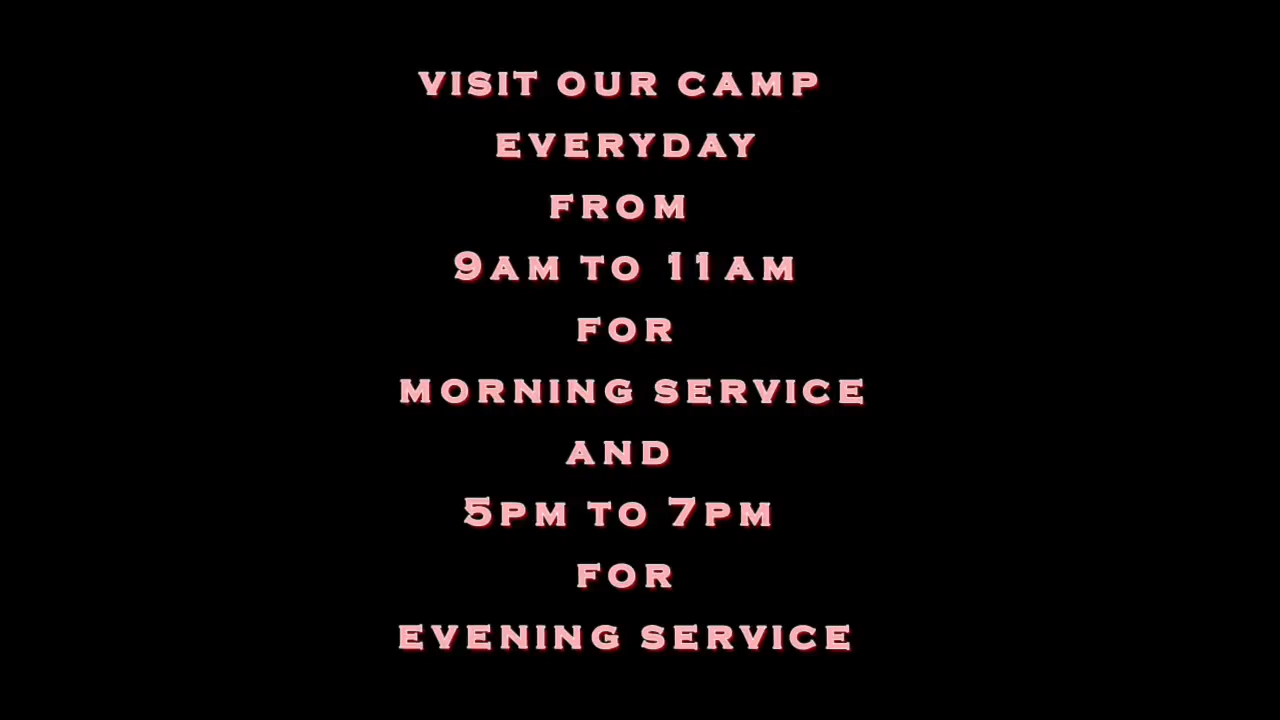 VISIT OUR CAMP
EVERYDAY
FROM
9AM TO 11AM
FOR
MORNING SERVICE
AND
5PM TO 7PM
FOR
EVENING SERVICE